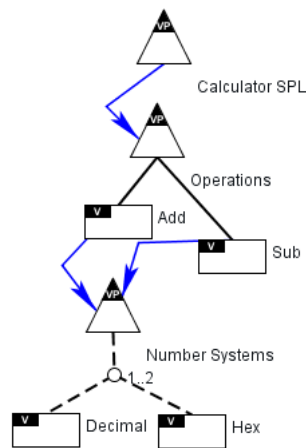 VP
Calculator SPL
VP
Operations
V Add
V Sub
VP
Number Systems
1..2
V Decimal
V Hex